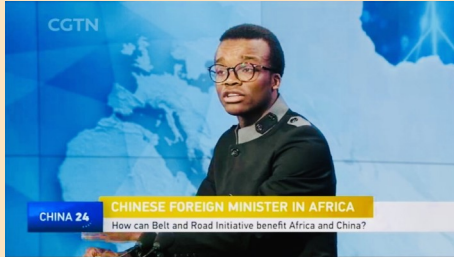 CGTN
CHINESE FOREIGN MINISTER IN AFRICA
CHINA 24
How can Belt and Road Initiative benefit Africa and China?